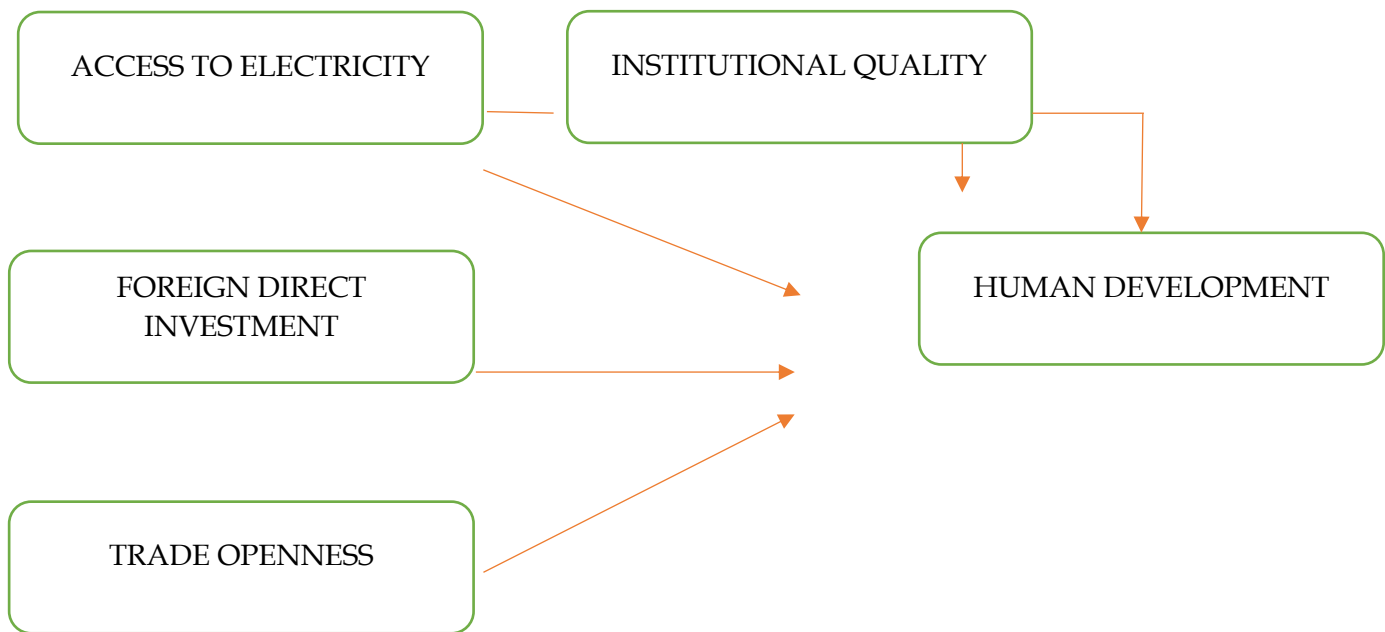 ACCESS TO ELECTRICITY
INSTITUTIONAL QUALITY
FOREIGN DIRECT
INVESTMENT
HUMAN DEVELOPMENT
TRADE OPENNESS